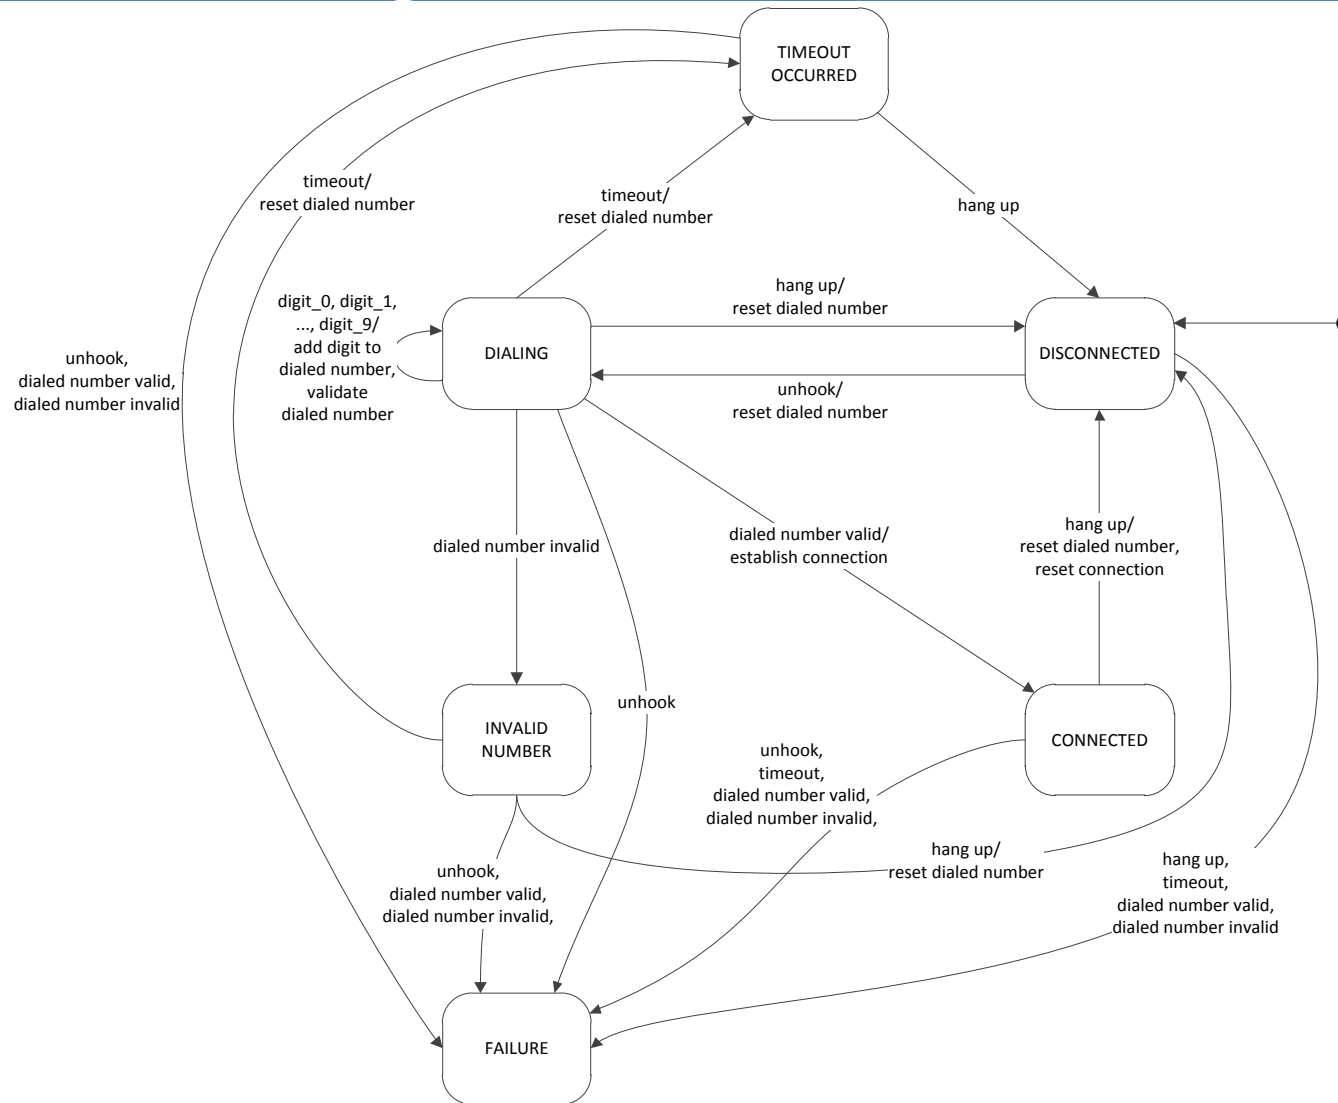 TIMEOUT
OCCURRED
timeout/
reset dialed number
timeout/
reset dialed number
hang up
digit_0, digit_1,
..., digit_9/
add digit to
dialed number,
validate
dialed number
DIALING
hang up/
reset dialed number
unhook/
reset dialed number
DISCONNECTED
unhook,
dialed number valid,
dialed number invalid
dialed number invalid
dialed number valid/
establish connection
hang up/
reset dialed number,
reset connection
unhook
INVALID
NUMBER
CONNECTED
unhook,
timeout,
dialed number valid,
dialed number invalid,
unhook,
dialed number valid,
dialed number invalid,
hang up/
reset dialed number
hang up,
timeout,
dialed number valid,
dialed number invalid
FAILURE